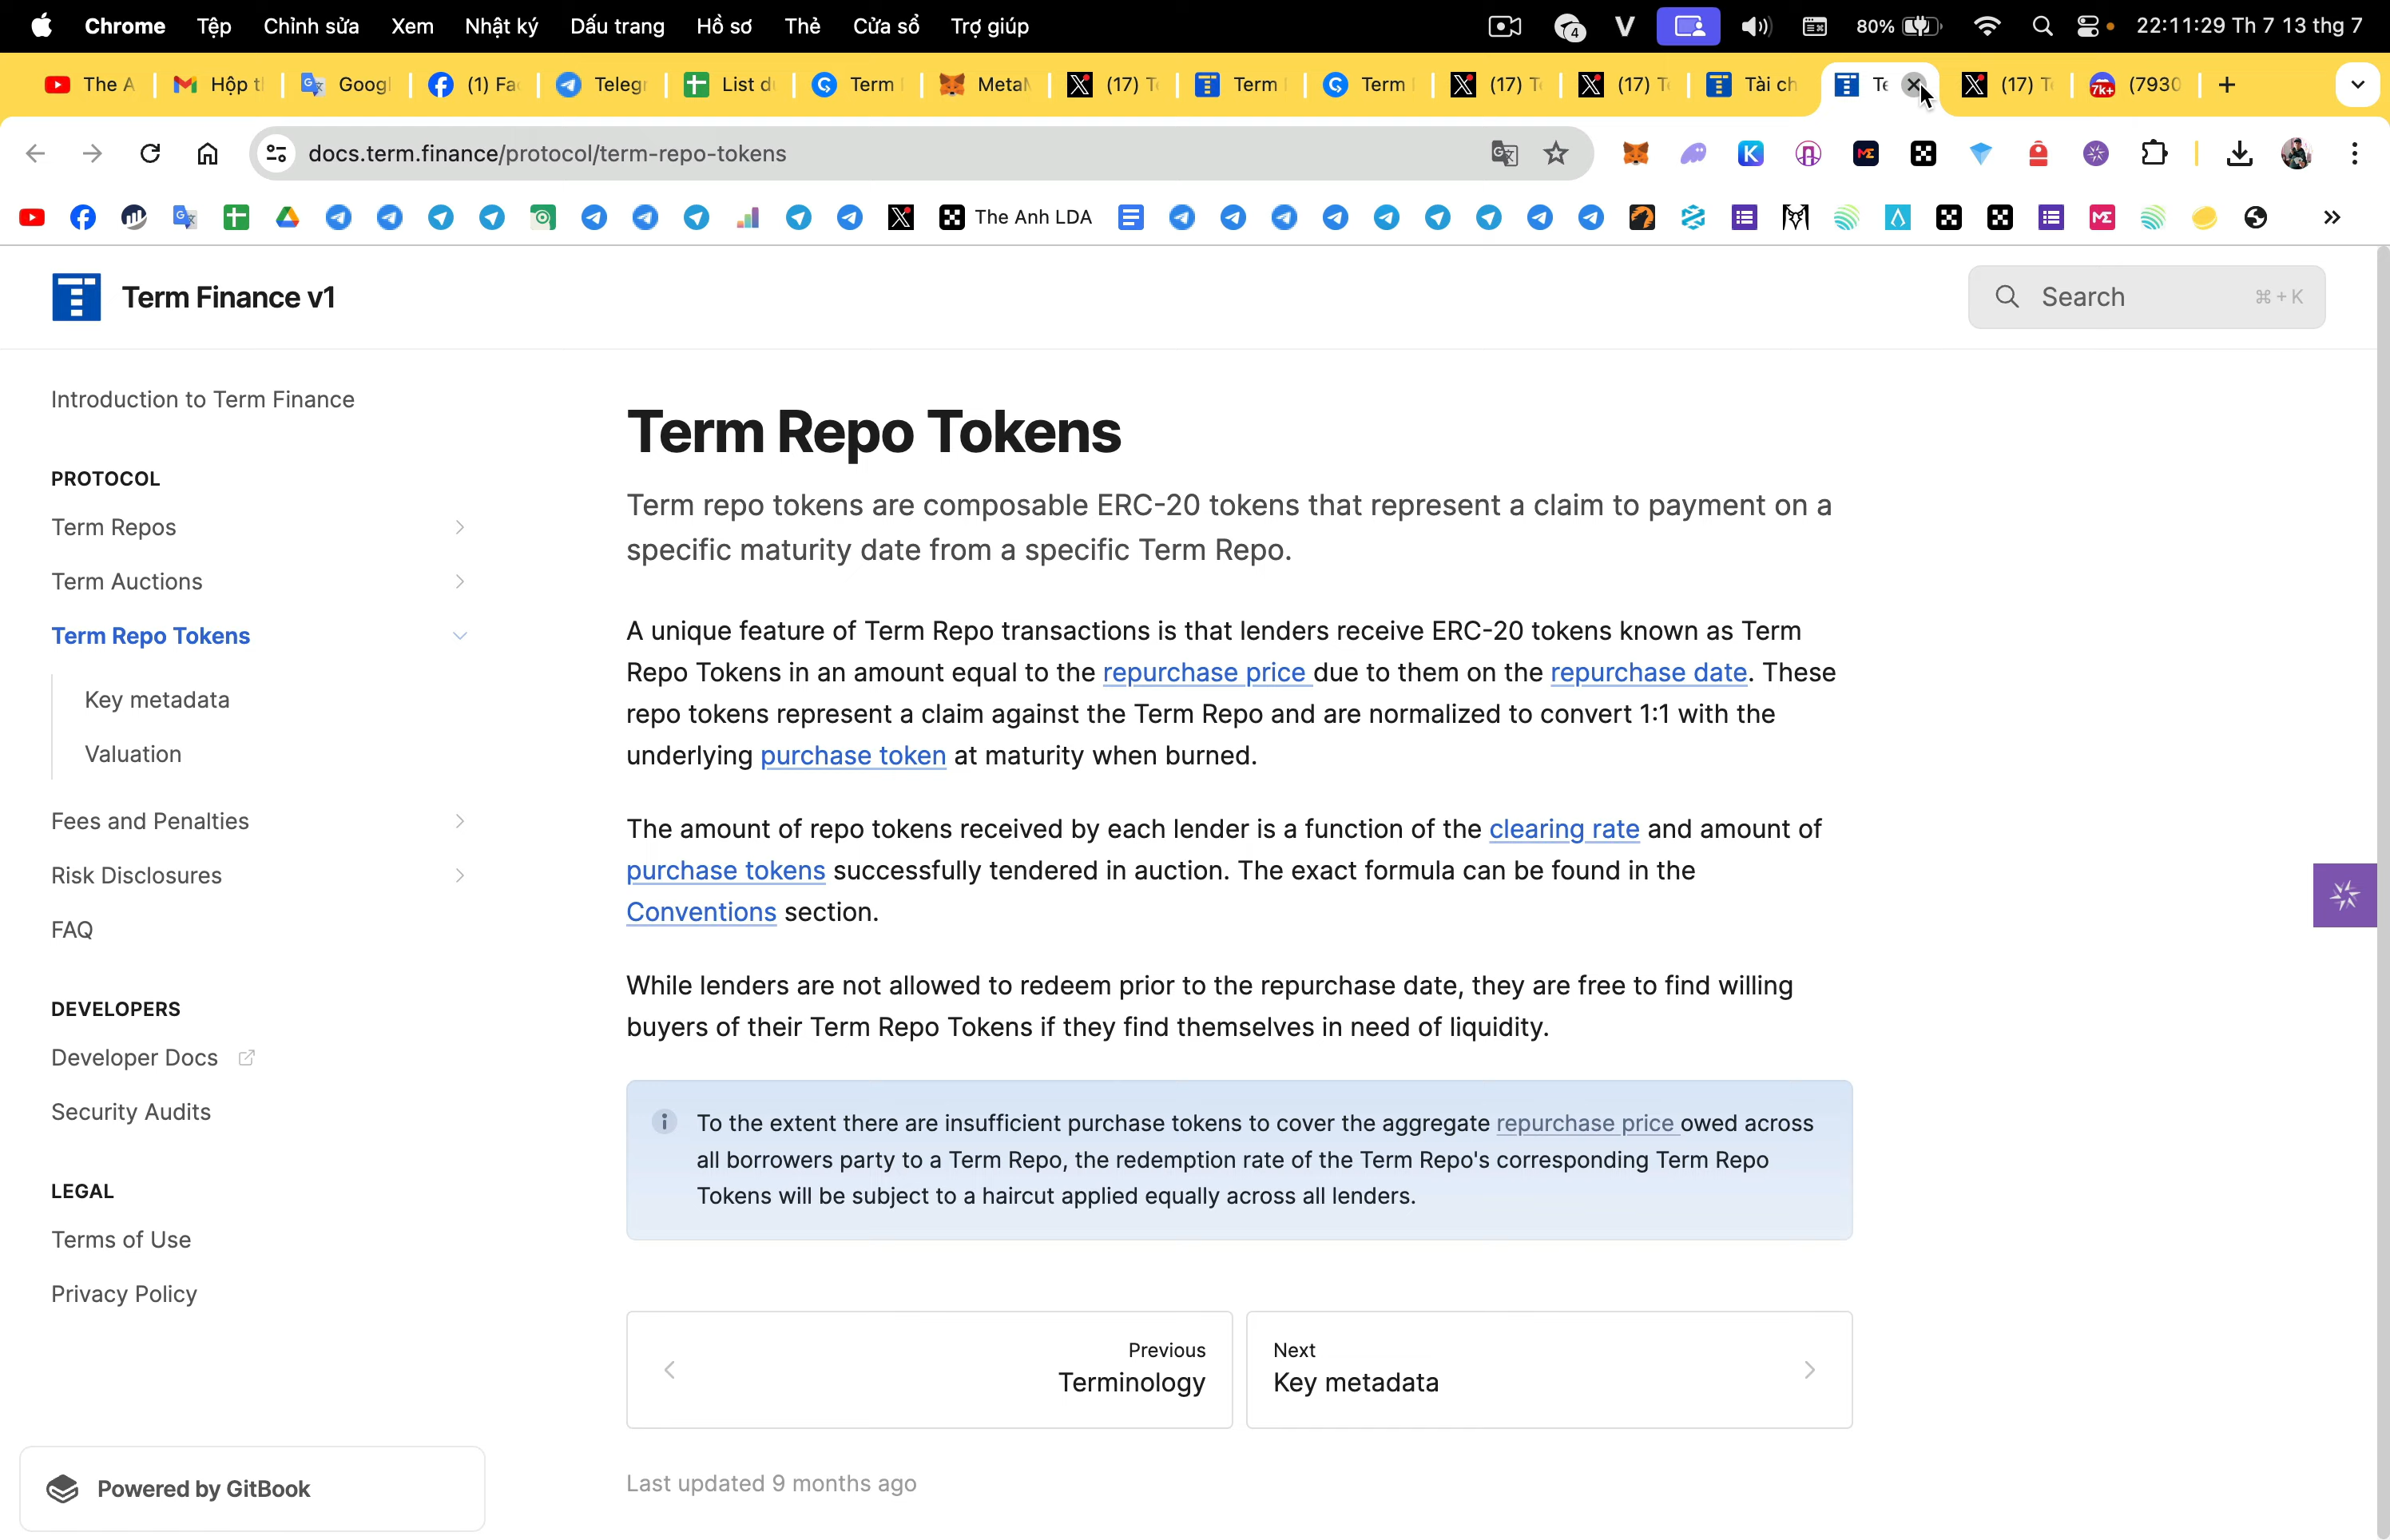 Chrome Tệp Chỉnh sửa Xem Nhật ký Dấu trang Hồ sơ Thẻ Cửa sổ Trợ giúp 4 V 80% 22:11:29 Th 7 13 thg 7
The A Hộp t Googl (1) Fac Telegr List d Term Meta (17) T Term Term (17) T (17) T Tài ch Te (17) T 7k+ (7930
docs.term.finance/protocol/term-repo-tokens
The Anh LDA
Term Finance v1
Search ⌘ + K
Introduction to Term Finance
PROTOCOL
Term Repos
Term Auctions
Term Repo Tokens
Key metadata
Valuation
Fees and Penalties
Risk Disclosures
FAQ
DEVELOPERS
Developer Docs
Security Audits
LEGAL
Terms of Use
Privacy Policy
Powered by GitBook
Term Repo Tokens
Term repo tokens are composable ERC-20 tokens that represent a claim to payment on a
specific maturity date from a specific Term Repo.
A unique feature of Term Repo transactions is that lenders receive ERC-20 tokens known as Term
Repo Tokens in an amount equal to the repurchase price due to them on the repurchase date. These
repo tokens represent a claim against the Term Repo and are normalized to convert 1:1 with the
underlying purchase token at maturity when burned.
The amount of repo tokens received by each lender is a function of the clearing rate and amount of
purchase tokens successfully tendered in auction. The exact formula can be found in the
Conventions section.
While lenders are not allowed to redeem prior to the repurchase date, they are free to find willing
buyers of their Term Repo Tokens if they find themselves in need of liquidity.
To the extent there are insufficient purchase tokens to cover the aggregate repurchase price owed across
all borrowers party to a Term Repo, the redemption rate of the Term Repo's corresponding Term Repo
Tokens will be subject to a haircut applied equally across all lenders.
Previous
Terminology
Next
Key metadata
Last updated 9 months ago